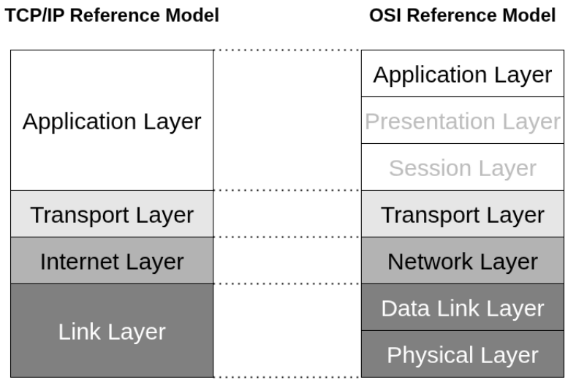 TCP/IP Reference Model
OSI Reference Model
Application Layer
Transport Layer
Internet Layer
Link Layer
Application Layer
Presentation Layer
Session Layer
Transport Layer
Network Layer
Data Link Layer
Physical Layer